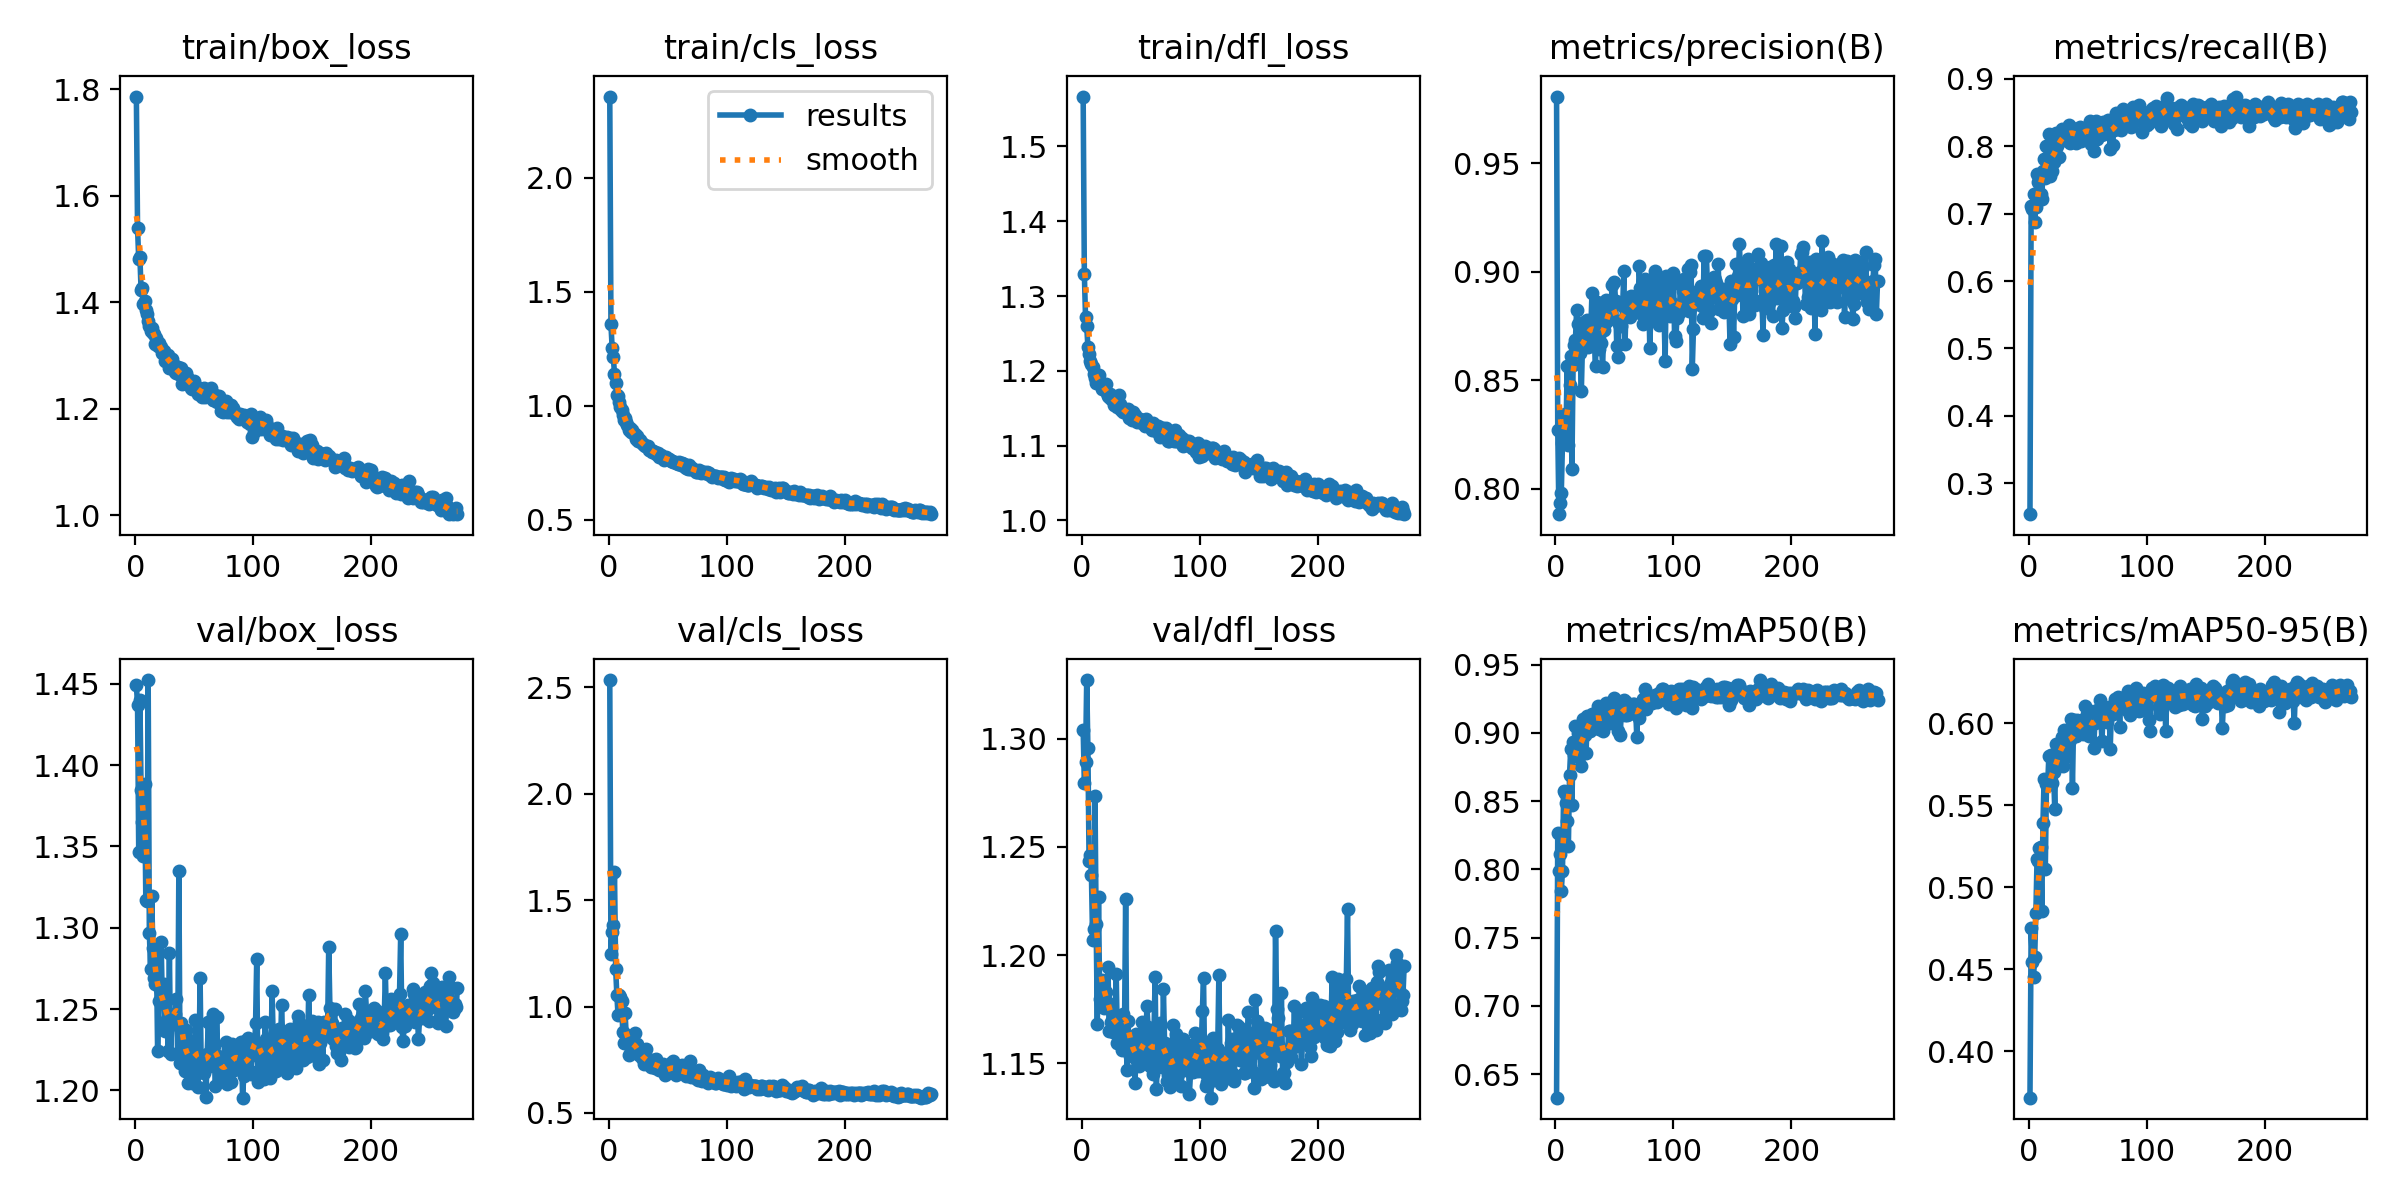 train/box_loss
1.8
1.6
1.4
1.2
1.0
0 100 200
train/cls_loss
results
smooth
2.0
1.5
1.0
0.5
0 100 200
train/dfl_loss
1.5
1.4
1.3
1.2
1.1
1.0
0 100 200
metrics/precision(B)
0.95
0.90
0.85
0.80
0 100 200
metrics/recall(B)
0.9
0.8
0.7
0.6
0.5
0.4
0.3
0 100 200
val/box_loss
1.45
1.40
1.35
1.30
1.25
1.20
0 100 200
val/cls_loss
2.5
2.0
1.5
1.0
0.5
0 100 200
val/dfl_loss
1.30
1.25
1.20
1.15
0 100 200
metrics/mAP50(B)
0.95
0.90
0.85
0.80
0.75
0.70
0.65
0 100 200
metrics/mAP50-95(B)
0.60
0.55
0.50
0.45
0.40
0 100 200